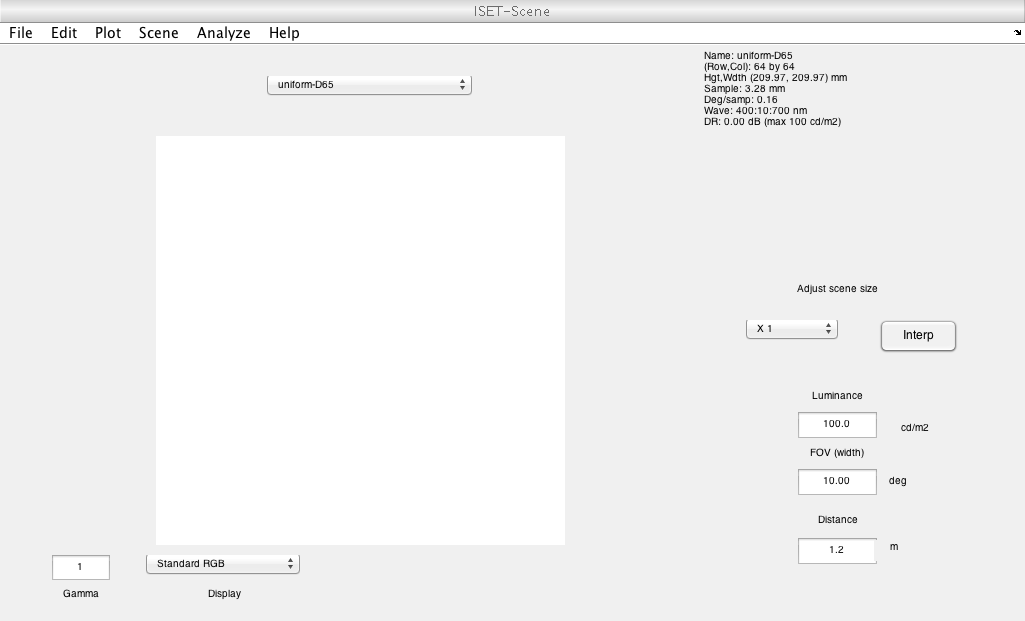 ISET-Scene
File Edit Plot Scene Analyze Help
uniform-D65
Name: uniform-D65
(Row,Col): 64 by 64
Hgt,Wdth (209.97, 209.97) mm
Sample: 3.28 mm
Deg/samp: 0.16
Wave: 400:10:700 nm
DR: 0.00 dB (max 100 cd/m2)
Adjust scene size
X 1 Interp
Luminance
100.0 cd/m2
FOV (width)
10.00 deg
Distance
1.2 m
1 Standard RGB
Gamma Display